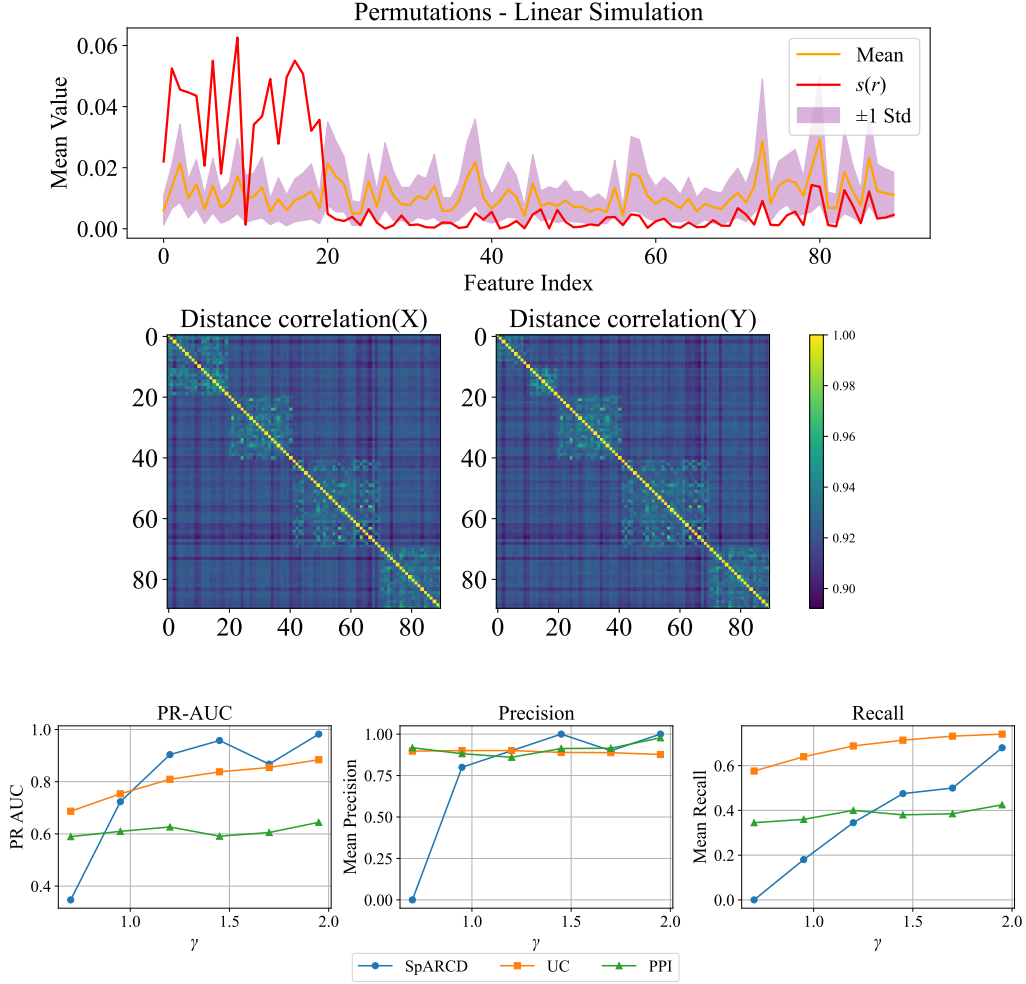 Permutations - Linear Simulation
0.06
0.04
0.02
0.00
Mean Value
Mean
s(r)
±1 Std
0 20 40 60 80
Feature Index
Distance correlation(X) Distance correlation(Y)
0
20
40
60
80
0 20 40 60 80
0
20
40
60
80
0 20 40 60 80
1.00
0.98
0.96
0.94
0.92
0.90
PR-AUC
1.0
0.8
0.6
0.4
PR AUC
1.0 1.5 2.0
γ
Precision
1.00
0.75
0.50
0.25
0.00
Mean Precision
1.0 1.5 2.0
γ
Recall
0.6
0.4
0.2
0.0
Mean Recall
1.0 1.5 2.0
γ
SpARCD UC PPI